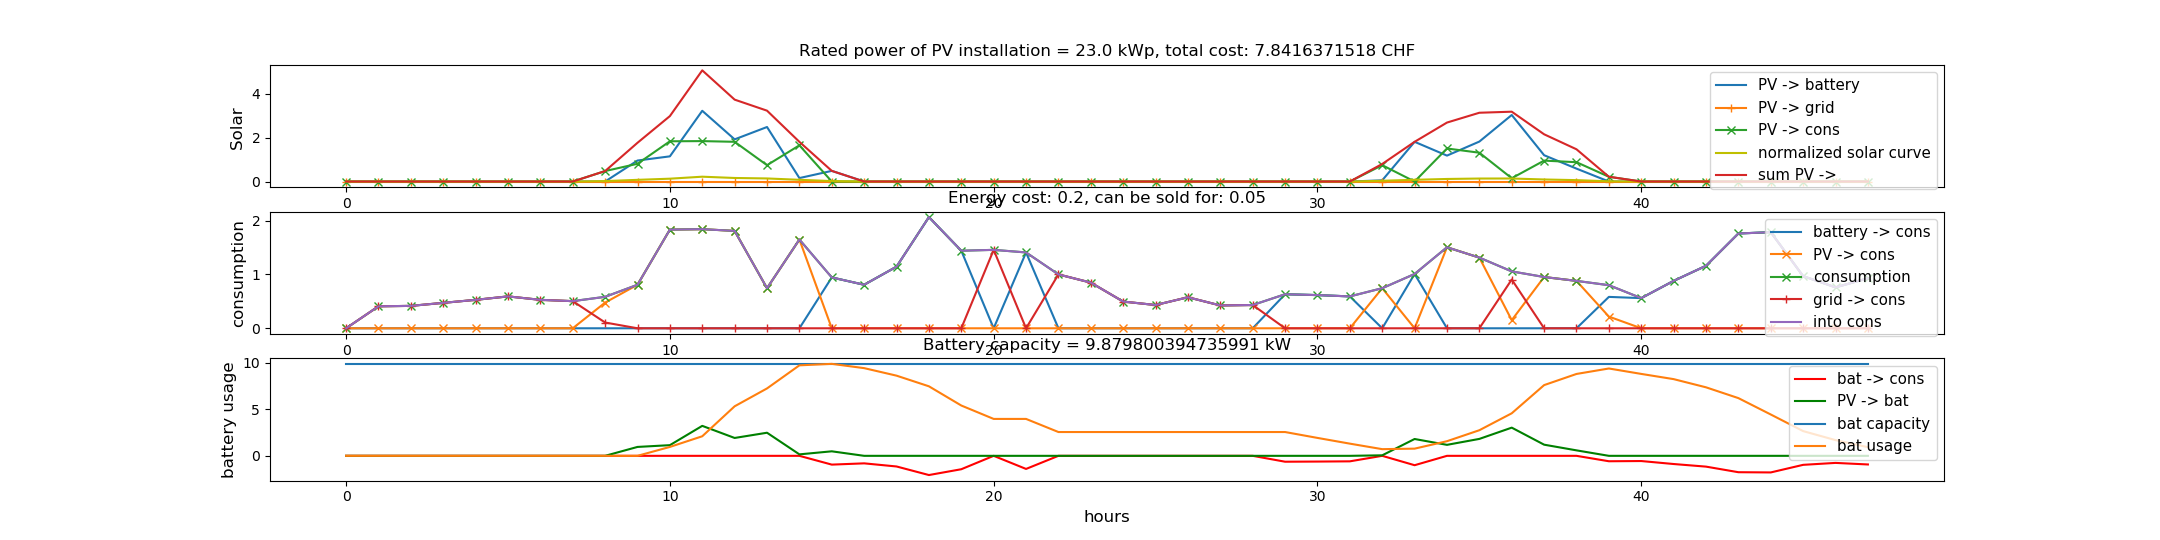 Rated power of PV installation = 23.0 kWp, total cost: 7.8416371518 CHF
Solar
4
2
0
PV -> battery
PV -> grid
PV -> cons
normalized solar curve
sum PV ->
0 10 20 30 40
Energy cost: 0.2, can be sold for: 0.05
consumption
2
1
0
battery -> cons
PV -> cons
consumption
grid -> cons
into cons
0 10 20 30 40
Battery capacity = 9.879800394735991 kW
battery usage
10
5
0
bat -> cons
PV -> bat
bat capacity
bat usage
0 10 20 30 40
hours